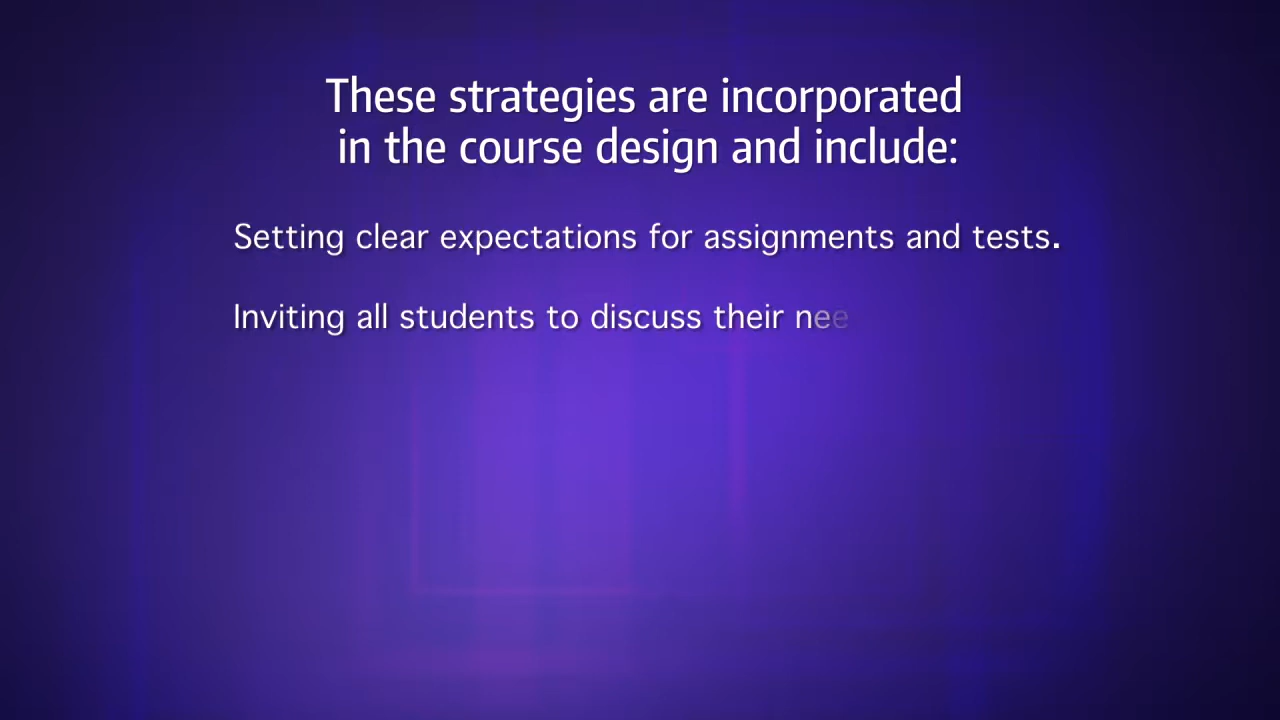 These strategies are incorporated
in the course design and include:
Setting clear expectations for assignments and tests.
Inviting all students to discuss their nee